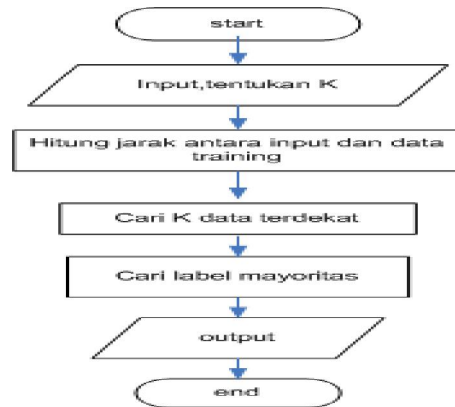 start
Input,tentukan K
Hitung jarak antara input dan data
training
Cari K data terdekat
Cari label mayoritas
output
end